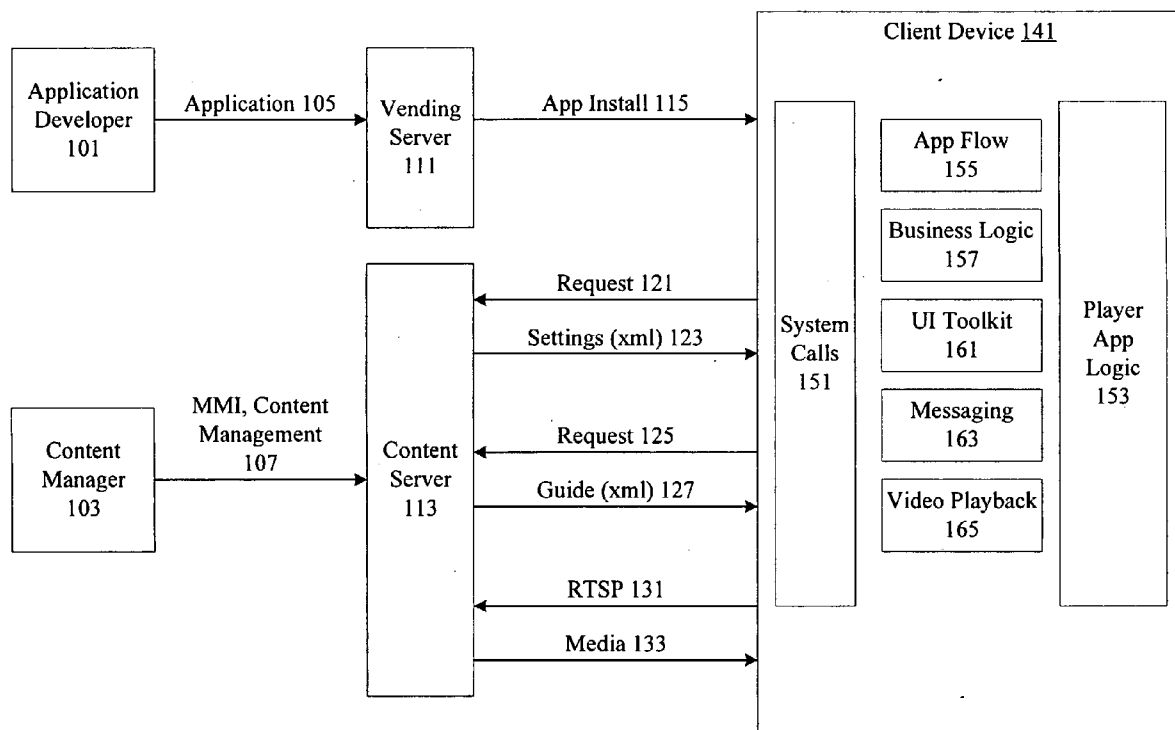 Client Device 141
Application
Developer
101
Application 105
Vending
Server
111
App Install 115
System
Calls
151
App Flow
155
Business Logic
157
UI Toolkit
161
Messaging
163
Video Playback
165
Player
App
Logic
153
Content
Manager
103
MMI, Content
Management
107
Content
Server
113
Request 121
Settings (xml) 123
Request 125
Guide (xml) 127
RTSP 131
Media 133